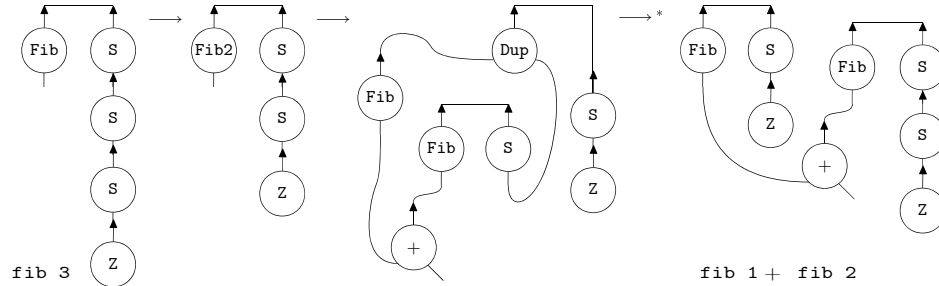 Fib S S S Z
fib 3
Fib2 S S Z
Dup Fib Fib S S Z +
*
Fib S Z Fib S S Z +
fib 1 + fib 2